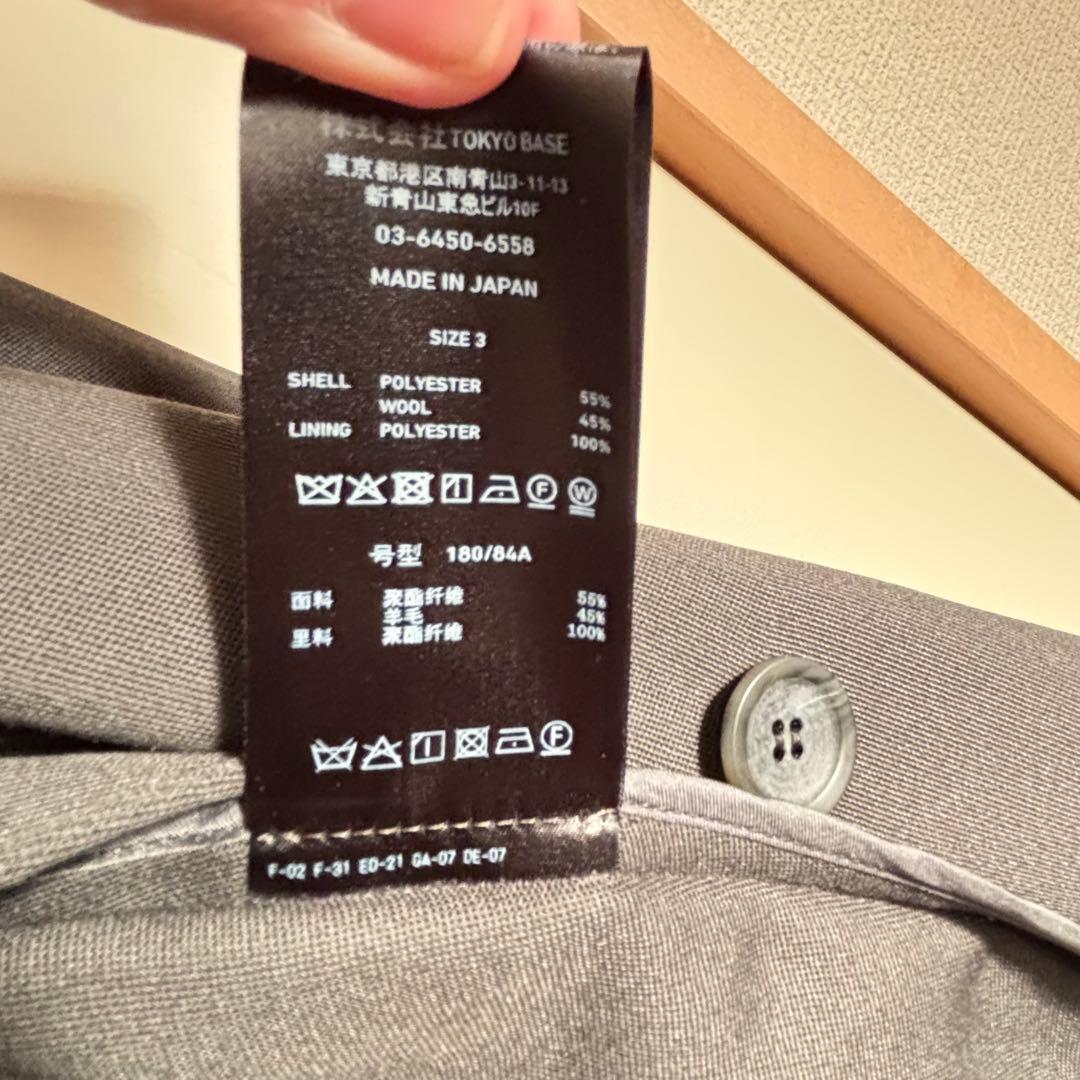 株式会社TOKYO BASE
東京都港区南青山3-11-13
新青山東急ビル10F
03-6450-6558
MADE IN JAPAN
SIZE 3
SHELL POLYESTER 55%
WOOL 45%
LINING POLYESTER 100%
F W
号型 180/84A
面料 聚酯纤维 55%
羊毛 45%
里料 聚酯纤维 100%
F
F-02 F-31 EO-21 GA-07 DE-07